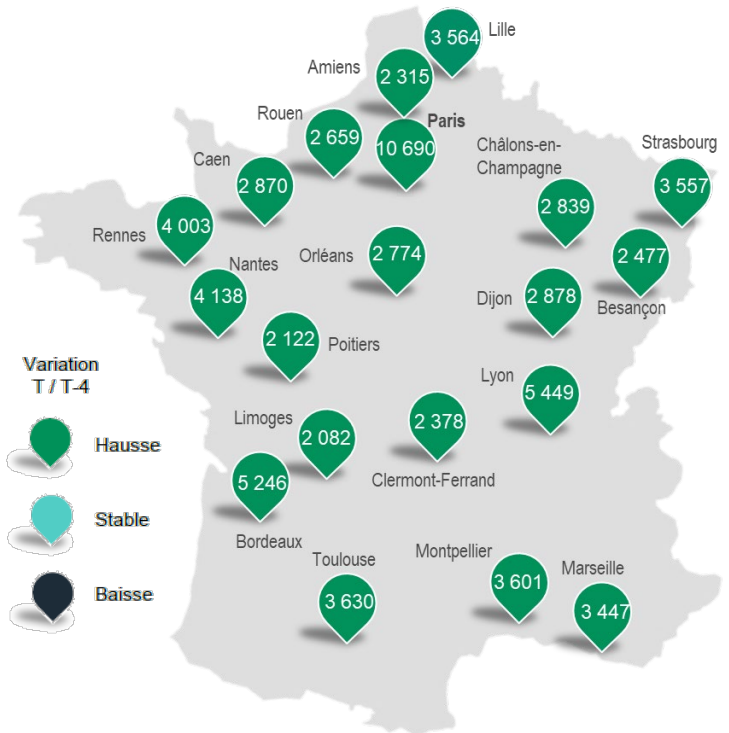 3 564
Lille
Amiens
2 315
Rouen
2 659
Paris
10 690
Châlons-en-
Champagne
2 839
Strasbourg
3 557
Caen
2 870
Rennes
4 003
Orléans
2 774
2 477
Besançon
Nantes
4 138
Dijon
2 878
2 122
Poitiers
Variation
T / T-4
Hausse
Stable
Baisse
Lyon
5 449
Limoges
2 082
2 378
Clermont-Ferrand
5 246
Bordeaux
Toulouse
3 630
Montpellier
3 601
Marseille
3 447